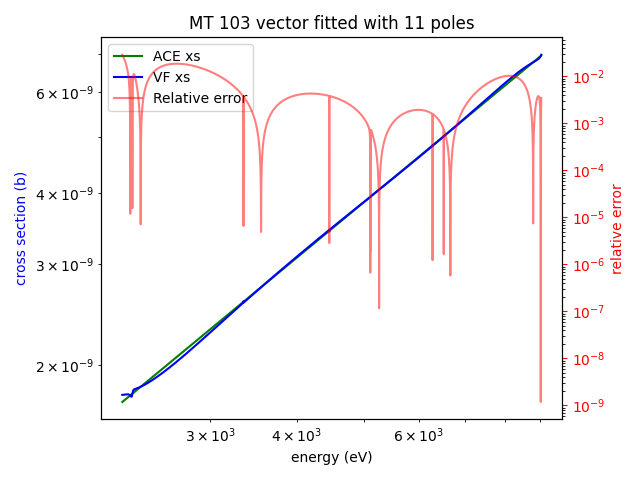 MT 103 vector fitted with 11 poles
ACE xs
VF xs
Relative error
6 × 10⁻⁹
4 × 10⁻⁹
3 × 10⁻⁹
2 × 10⁻⁹
cross section (b)
10⁻²
10⁻³
10⁻⁴
10⁻⁵
10⁻⁶
10⁻⁷
10⁻⁸
10⁻⁹
relative error
3 × 10³ 4 × 10³ 6 × 10³
energy (eV)